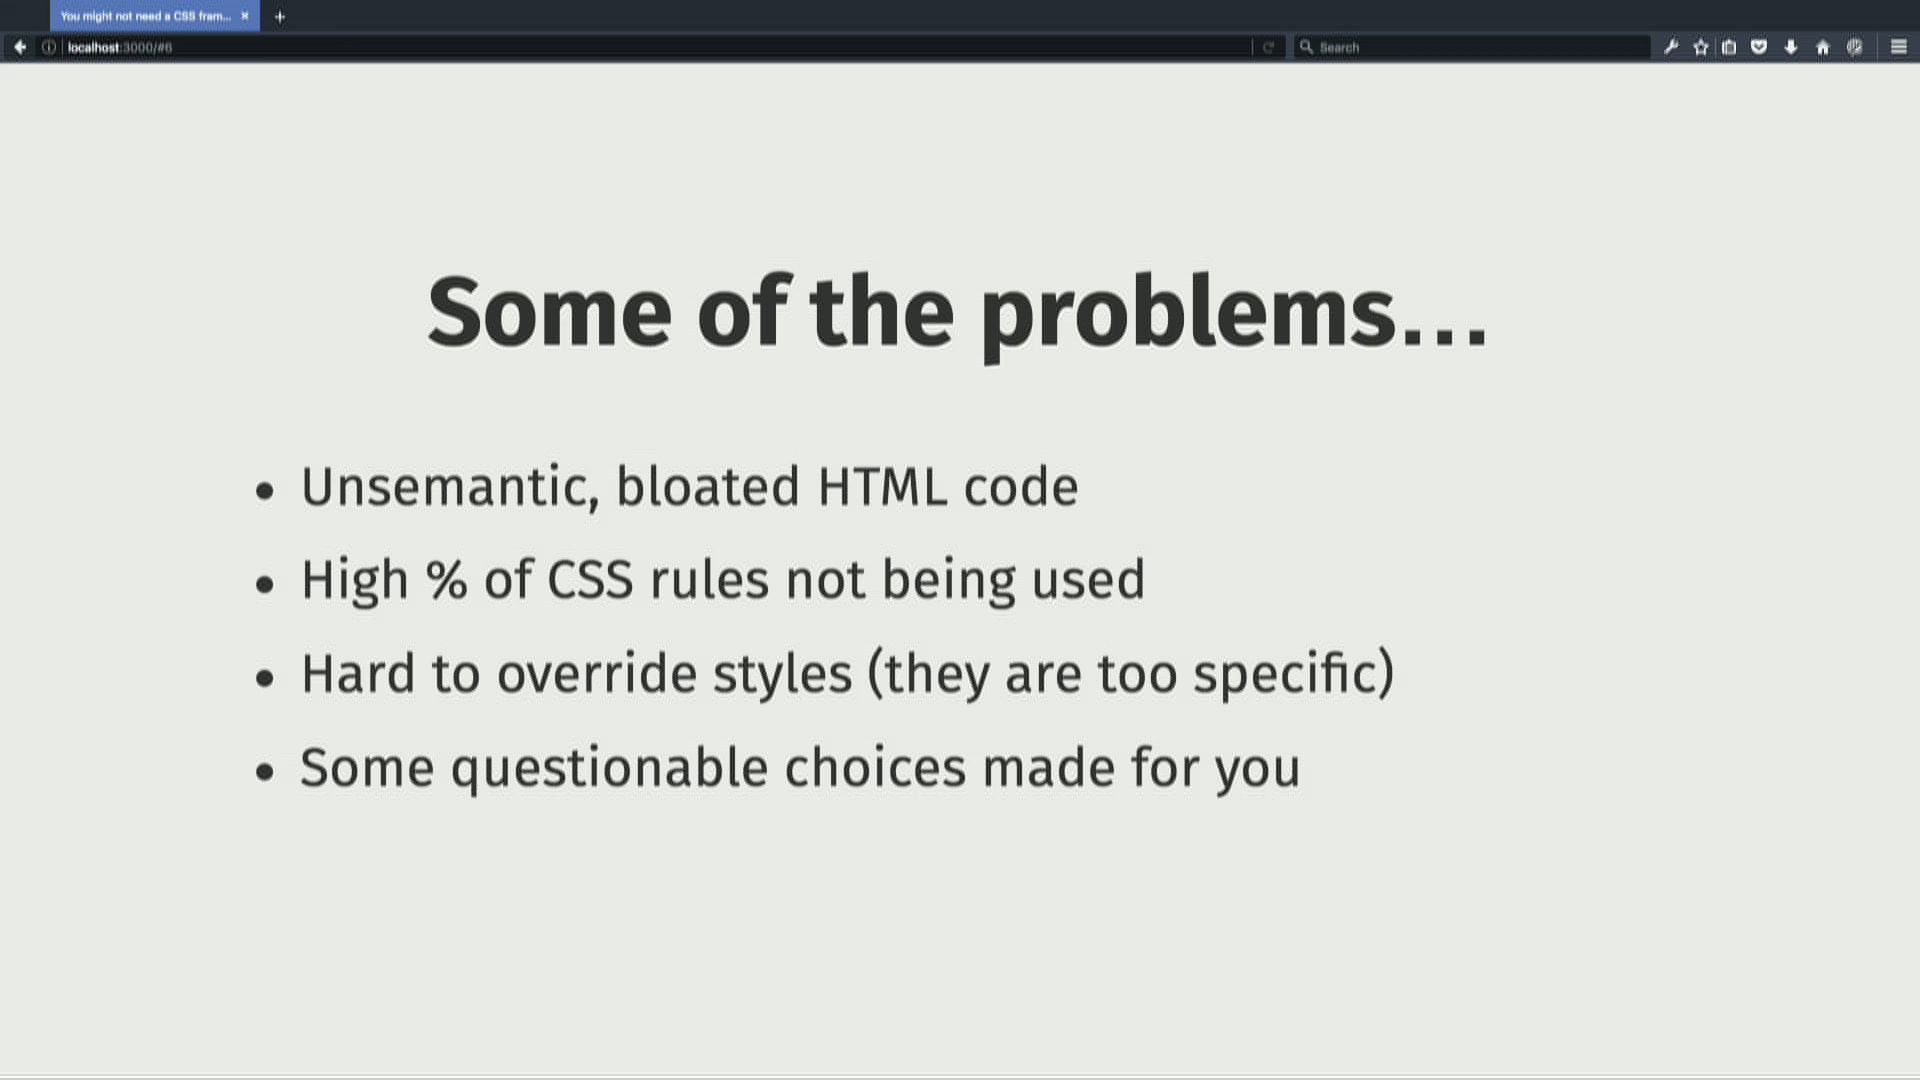 You might not need a CSS fram...
localhost:3000/#6
Search
Some of the problems...
• Unsemantic, bloated HTML code
• High % of CSS rules not being used
• Hard to override styles (they are too specific)
• Some questionable choices made for you